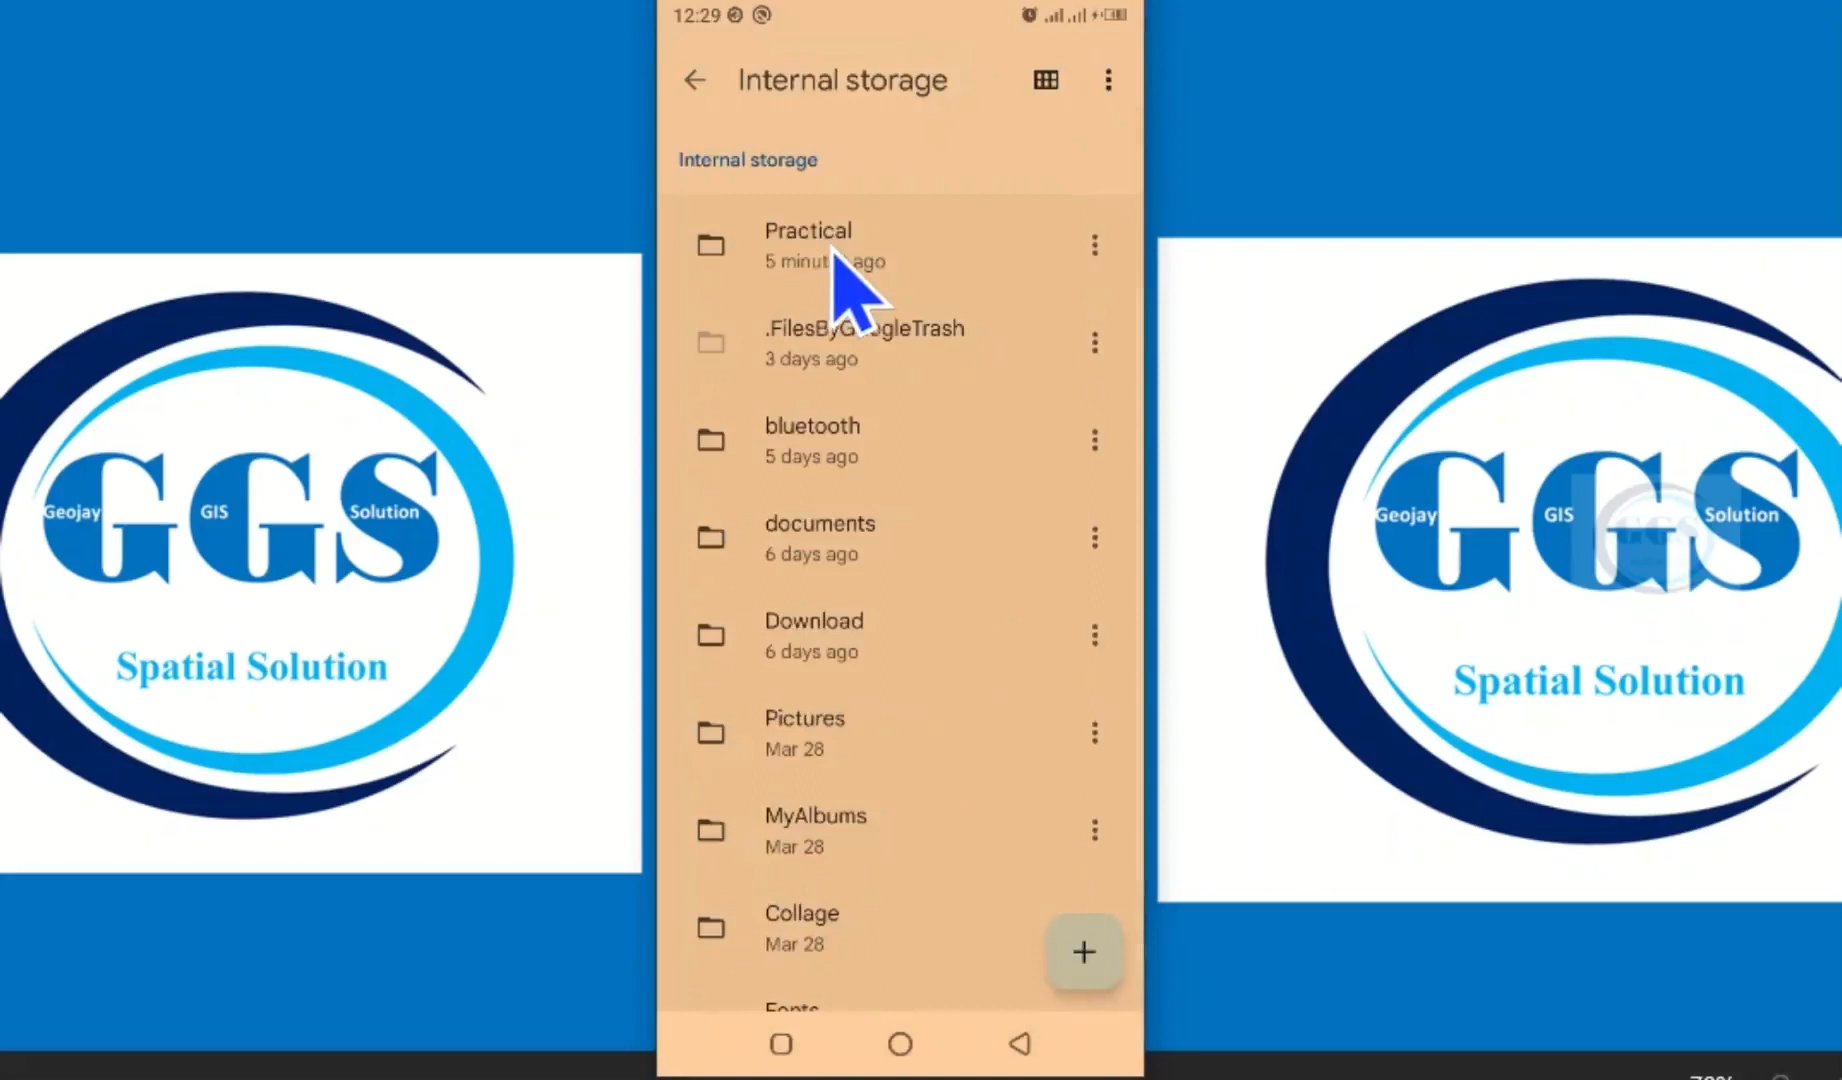 12:29
Internal storage
Internal storage
Practical
5 minut ago
.FilesByGoogleTrash
3 days ago
bluetooth
5 days ago
documents
6 days ago
Download
6 days ago
Pictures
Mar 28
MyAlbums
Mar 28
Collage
Mar 28
Fonts
GGS
Geojay GIS Solution
Spatial Solution
GGS
Geojay GIS Solution
Spatial Solution